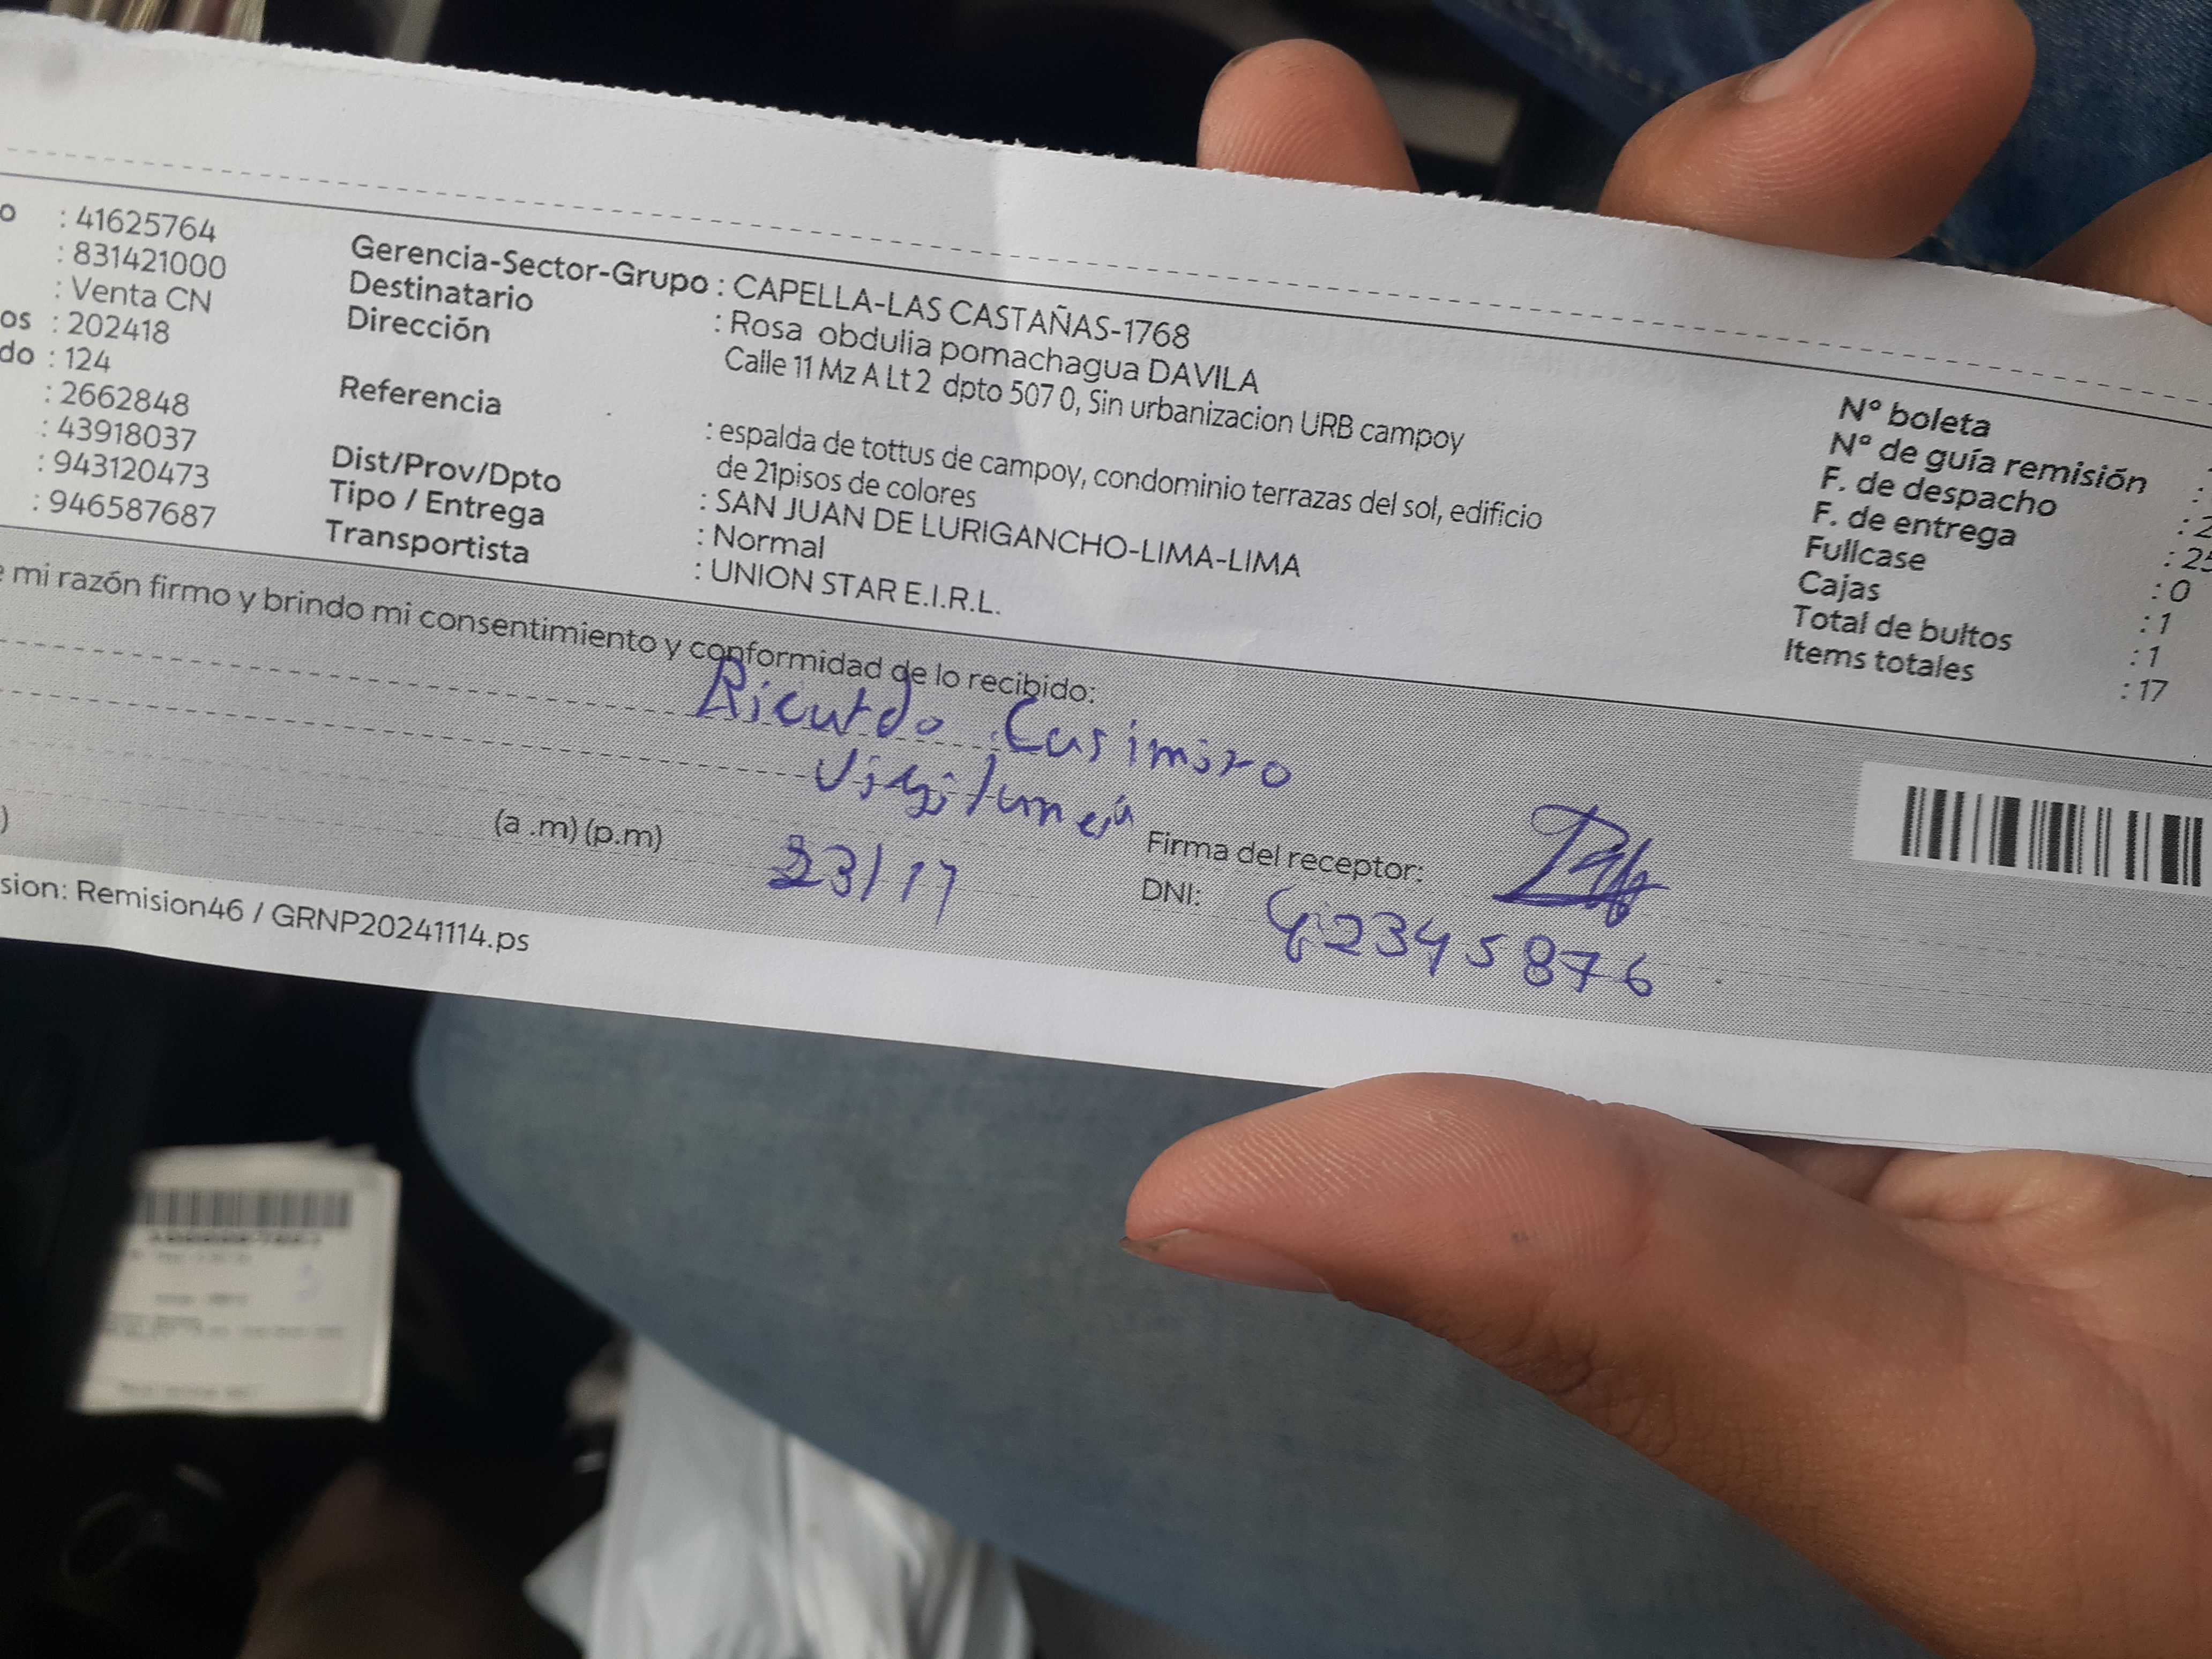 o : 41625764
: 831421000
: Venta CN
os : 202418
do : 124
: 2662848
: 43918037
: 943120473
: 946587687
Gerencia-Sector-Grupo : CAPELLA-LAS CASTAÑAS-1768
Destinatario : Rosa obdulia pomachagua DAVILA
Dirección Calle 11 Mz A Lt 2 dpto 507 0, Sin urbanizacion URB campoy
Referencia : espalda de tottus de campoy, condominio terrazas del sol, edificio
de 21pisos de colores
Dist/Prov/Dpto : SAN JUAN DE LURIGANCHO-LIMA-LIMA
Tipo / Entrega : Normal
Transportista : UNION STAR E.I.R.L.
N° boleta
N° de guía remisión :
F. de despacho : 2
F. de entrega : 25
Fullcase : 0
Cajas : 1
Total de bultos : 1
Items totales : 17
e mi razón firmo y brindo mi consentimiento y conformidad de lo recibido:
Ricardo Casimiro
Vigilancia
) (a .m) (p.m) 23/11
Firma del receptor:
DNI: 42345876
sion: Remision46 / GRNP20241114.ps